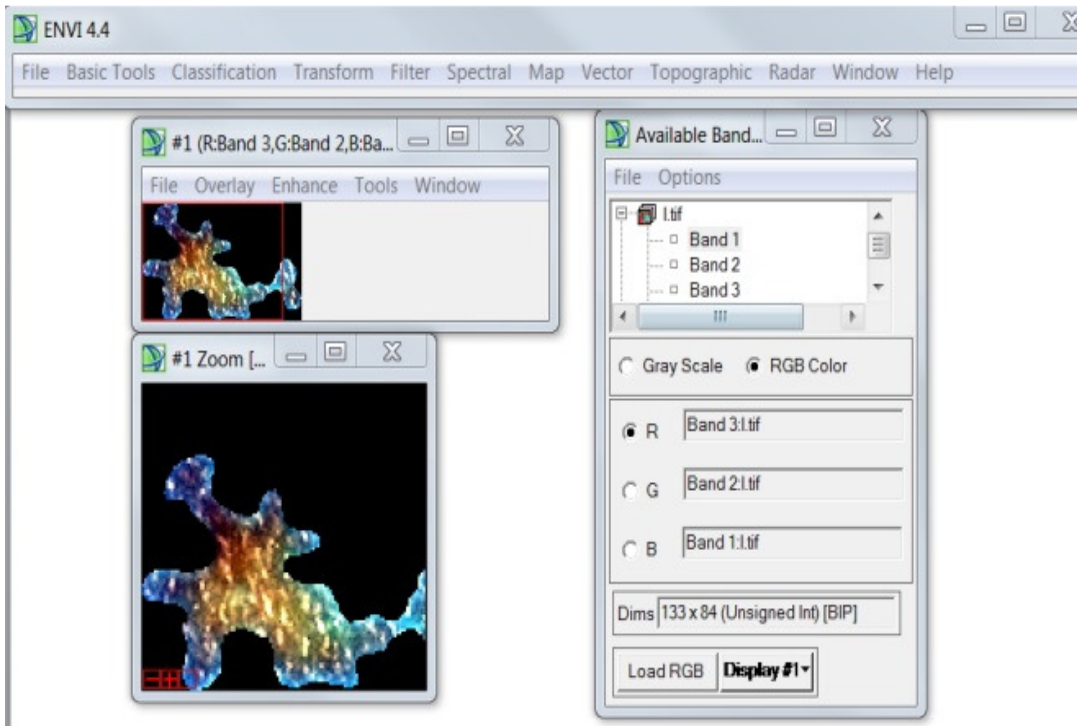 ENVI 4.4
File Basic Tools Classification Transform Filter Spectral Map Vector Topographic Radar Window Help
#1 (R:Band 3,G:Band 2,B:Ba...
File Overlay Enhance Tools Window
#1 Zoom [...
Available Band...
File Options
l.tif
Band 1
Band 2
Band 3
Gray Scale RGB Color
R Band 3:l.tif
G Band 2:l.tif
B Band 1:l.tif
Dims 133 x 84 (Unsigned Int) [BIP]
Load RGB Display #1